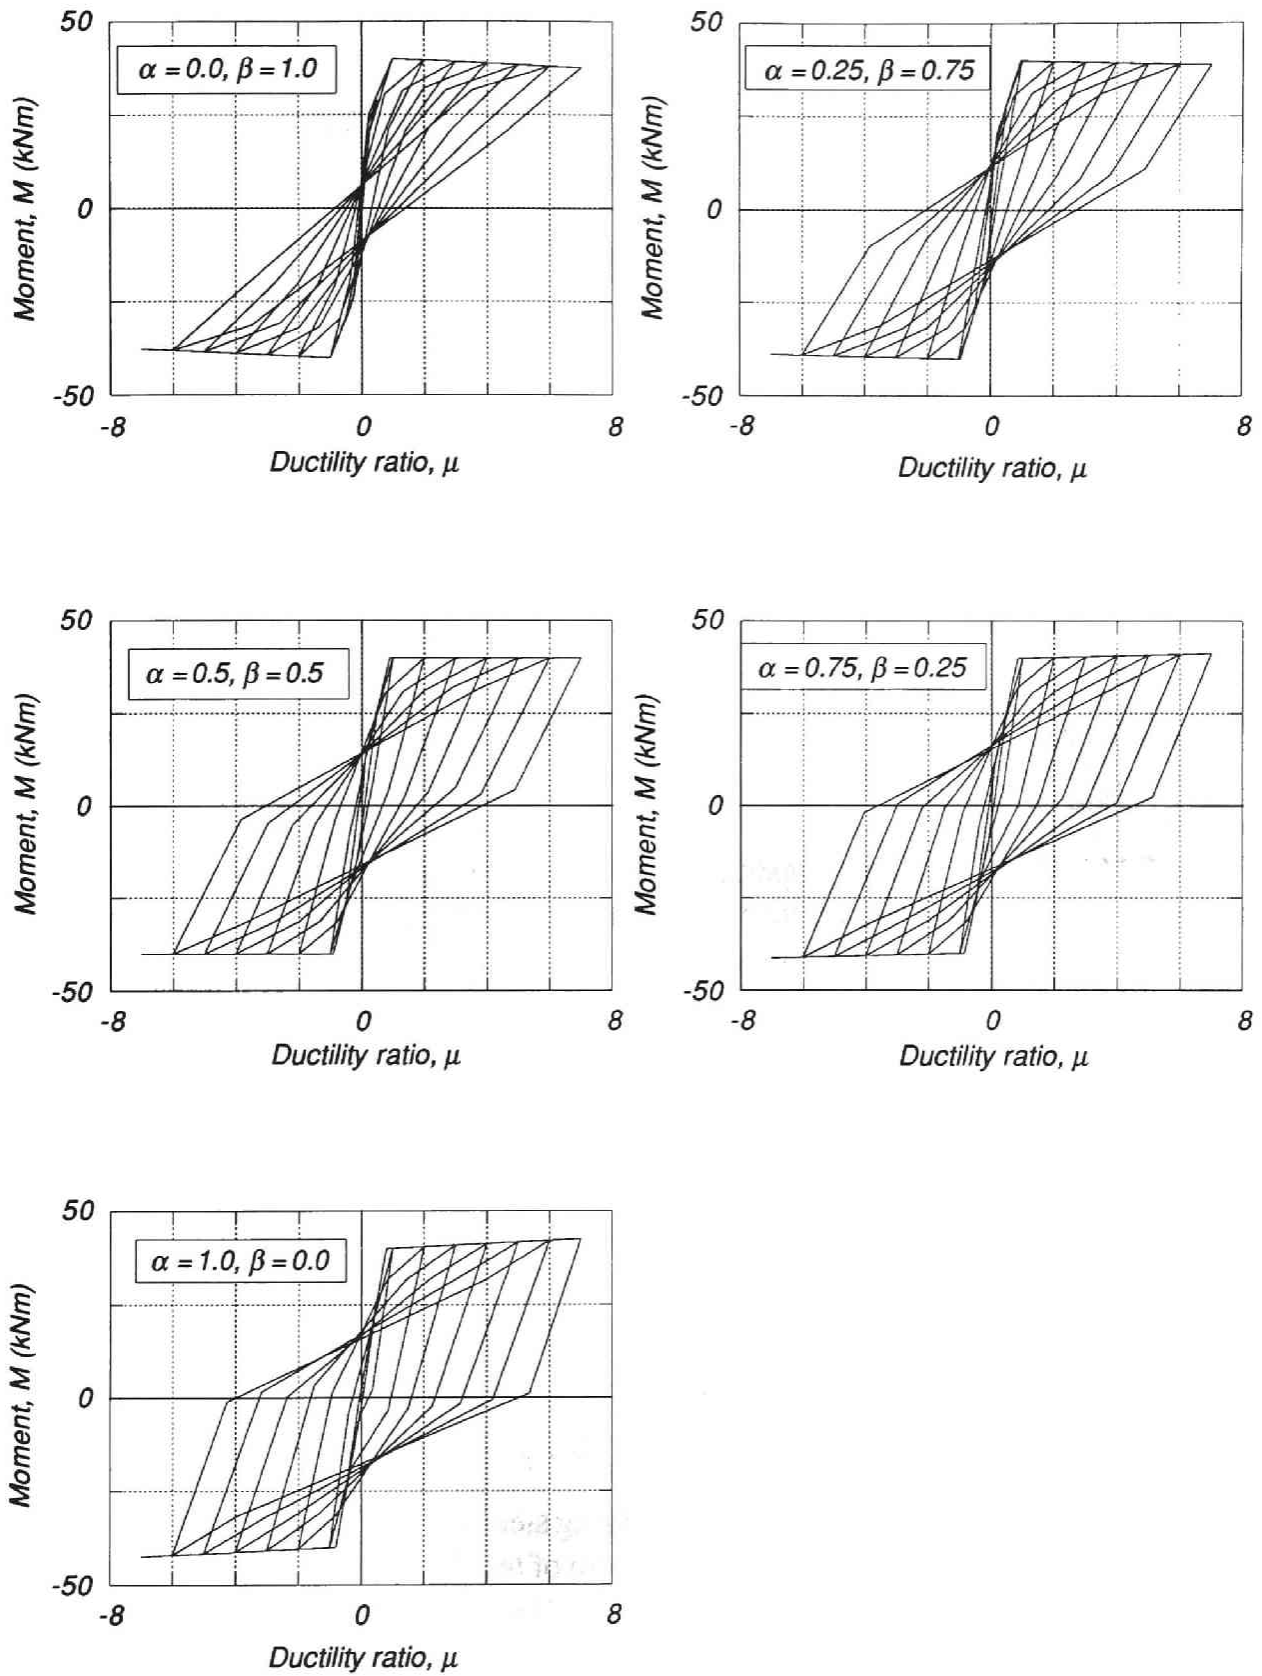 50
α = 0.0, β = 1.0
Moment, M (kNm)
0
-50
-8
0
8
Ductility ratio, μ
50
α = 0.25, β = 0.75
Moment, M (kNm)
0
-50
-8
0
8
Ductility ratio, μ
50
α = 0.5, β = 0.5
Moment, M (kNm)
0
-50
-8
0
8
Ductility ratio, μ
50
α = 0.75, β = 0.25
Moment, M (kNm)
0
-50
-8
0
8
Ductility ratio, μ
50
α = 1.0, β = 0.0
Moment, M (kNm)
0
-50
-8
0
8
Ductility ratio, μ